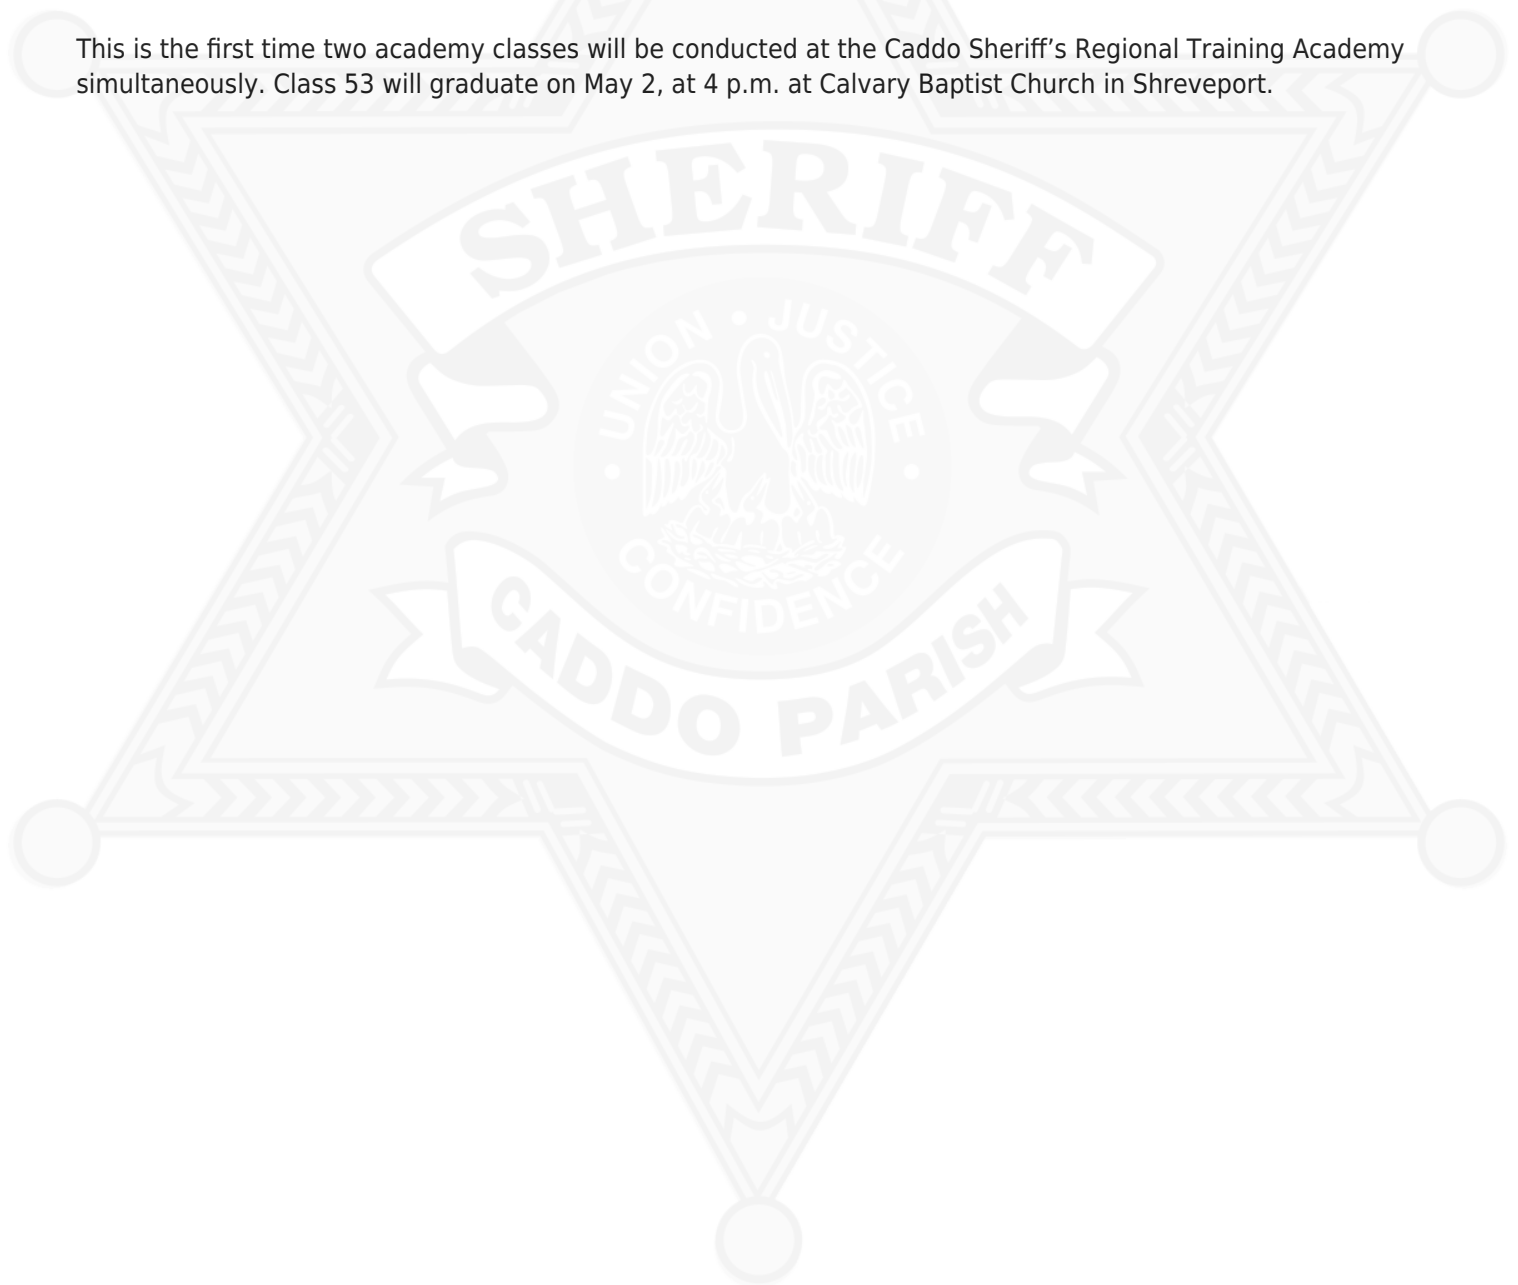 This is the first time two academy classes will be conducted at the Caddo Sheriff’s Regional Training Academy
simultaneously. Class 53 will graduate on May 2, at 4 p.m. at Calvary Baptist Church in Shreveport.
SHERIFF
UNION • JUSTICE
• CONFIDENCE •
CADDO PARISH